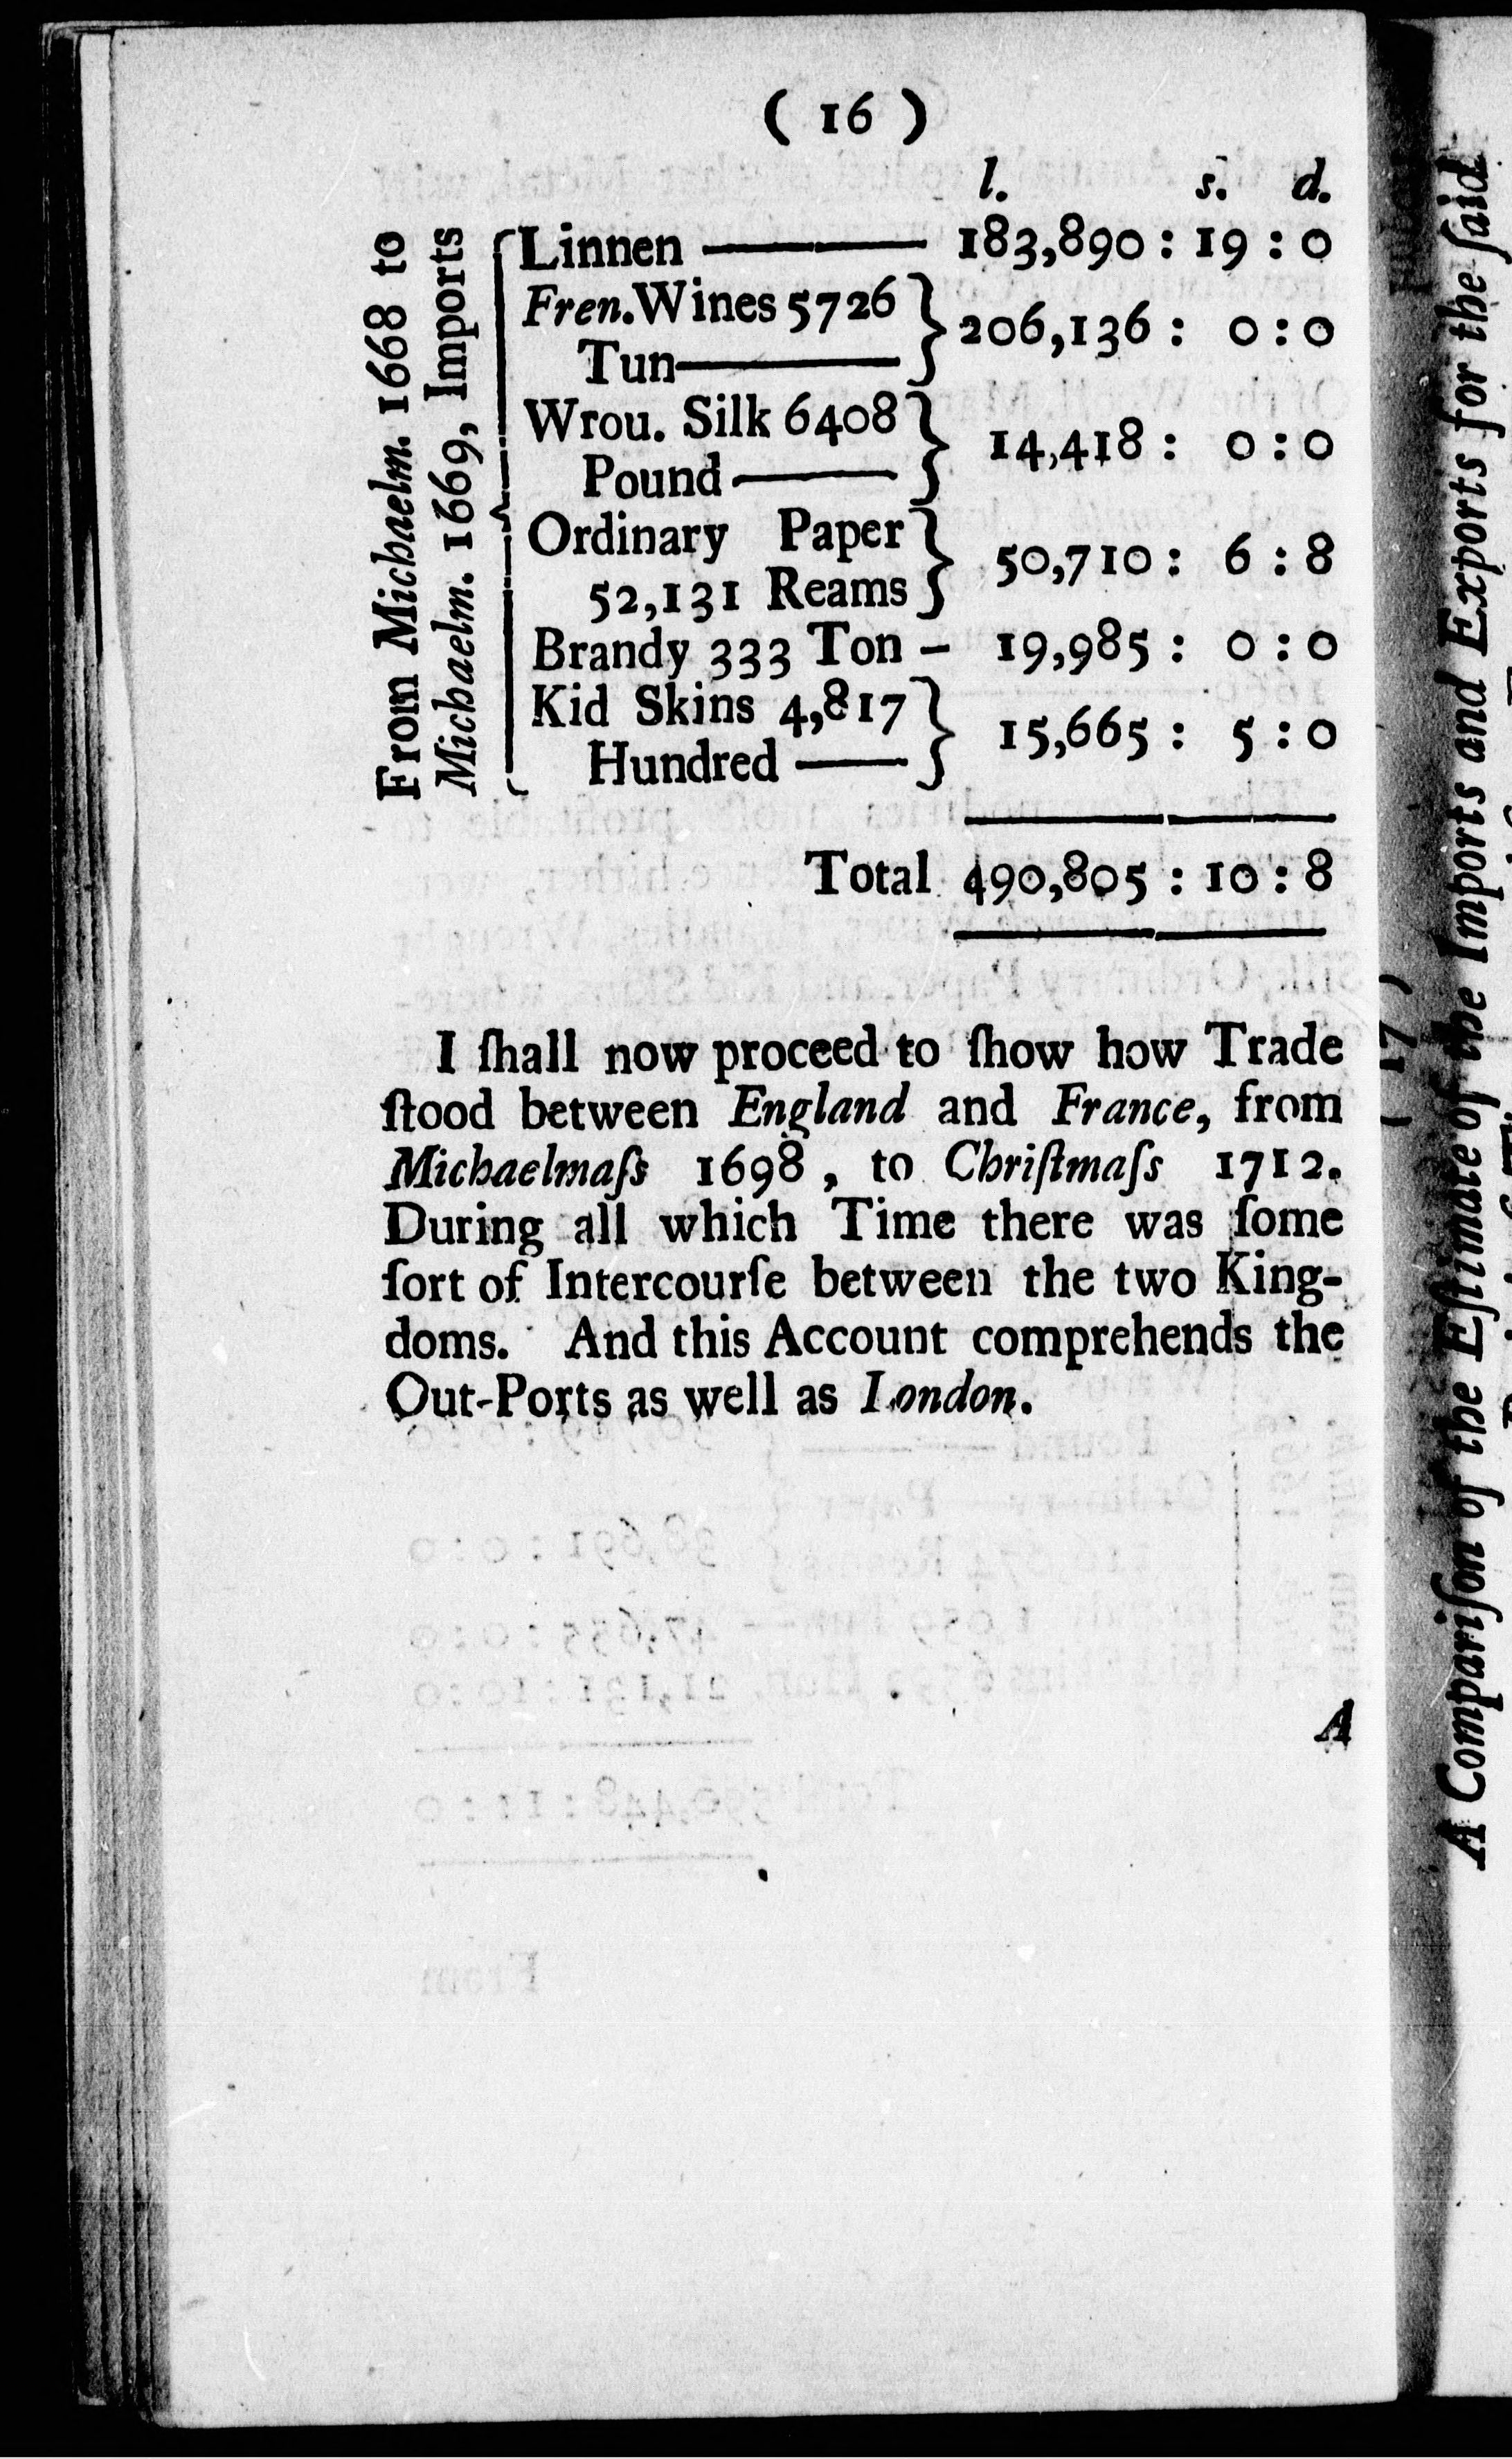 ( 16 )
l. s. d.
From Michaelm. 1668 to
Michaelm. 1669, Imports
Linnen —— 183,890 : 19 : 0
Fren. Wines 5726
Tun—— } 206,136 : 0 : 0
Wrou. Silk 6408
Pound —— } 14,418 : 0 : 0
Ordinary Paper
52,131 Reams } 50,710 : 6 : 8
Brandy 333 Ton – 19,985 : 0 : 0
Kid Skins 4,817
Hundred —— } 15,665 : 5 : 0
Total 490,805 : 10 : 8
I ſhall now proceed to ſhow how Trade
ſtood between England and France, from
Michaelmaſs 1698, to Chriſtmaſs 1712.
During all which Time there was ſome
ſort of Intercourſe between the two King-
doms. And this Account comprehends the
Out-Ports as well as London.
A
( 17 )
A Compariſon of the Eſtimate of the Imports and Exports for the ſaid